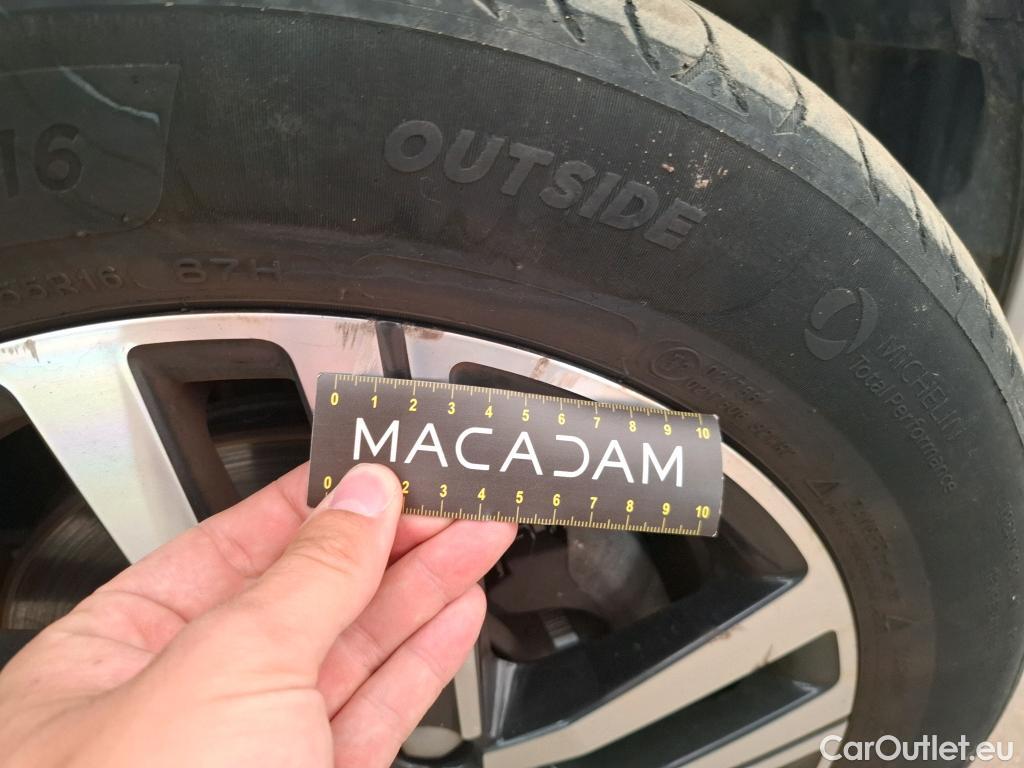 16
OUTSIDE
55R16 87H
MICHELIN
Total Performance
0 1 2 3 4 5 6 7 8 9 10
MACADAM
0 2 3 4 5 6 7 8 9 10
CarOutlet.eu